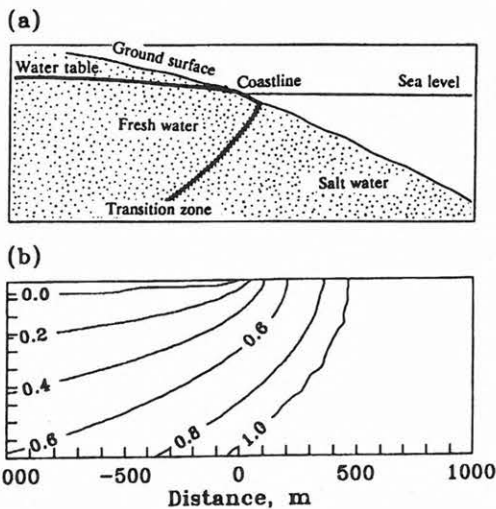 (a)
Ground surface
Water table
Coastline
Sea level
Fresh water
Salt water
Transition zone
(b)
0.0
0.2
0.6
0.4
0.6
0.8
1.0
000 -500 0 500 1000
Distance, m